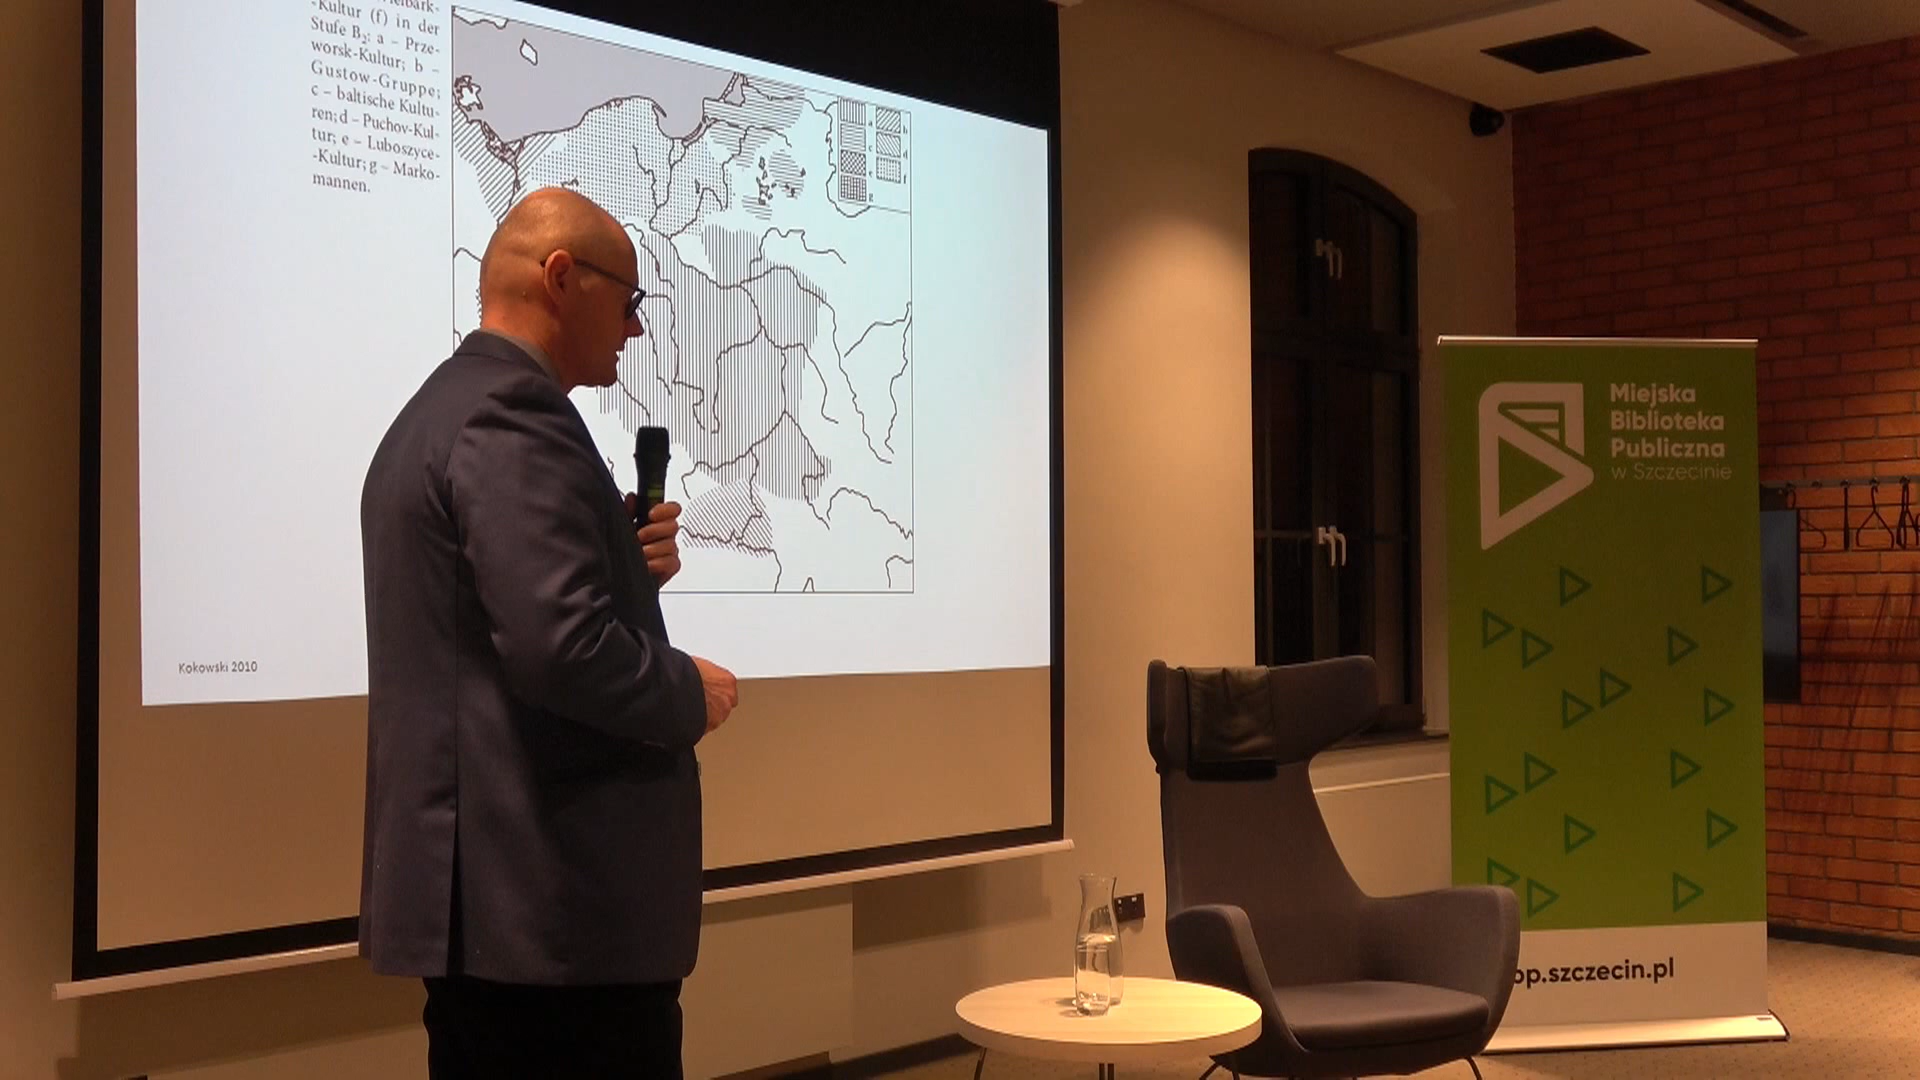 -Kultur (f) in der
Stufe B₂: a – Prze-
worsk-Kultur; b –
Gustow-Gruppe;
c – baltische Kultu-
ren; d – Puchov-Kul-
tur; e – Luboszyce-
-Kultur; g – Marko-
mannen.
a b
c d
e f
g
Kokowski 2010
Miejska
Biblioteka
Publiczna
w Szczecinie
op.szczecin.pl